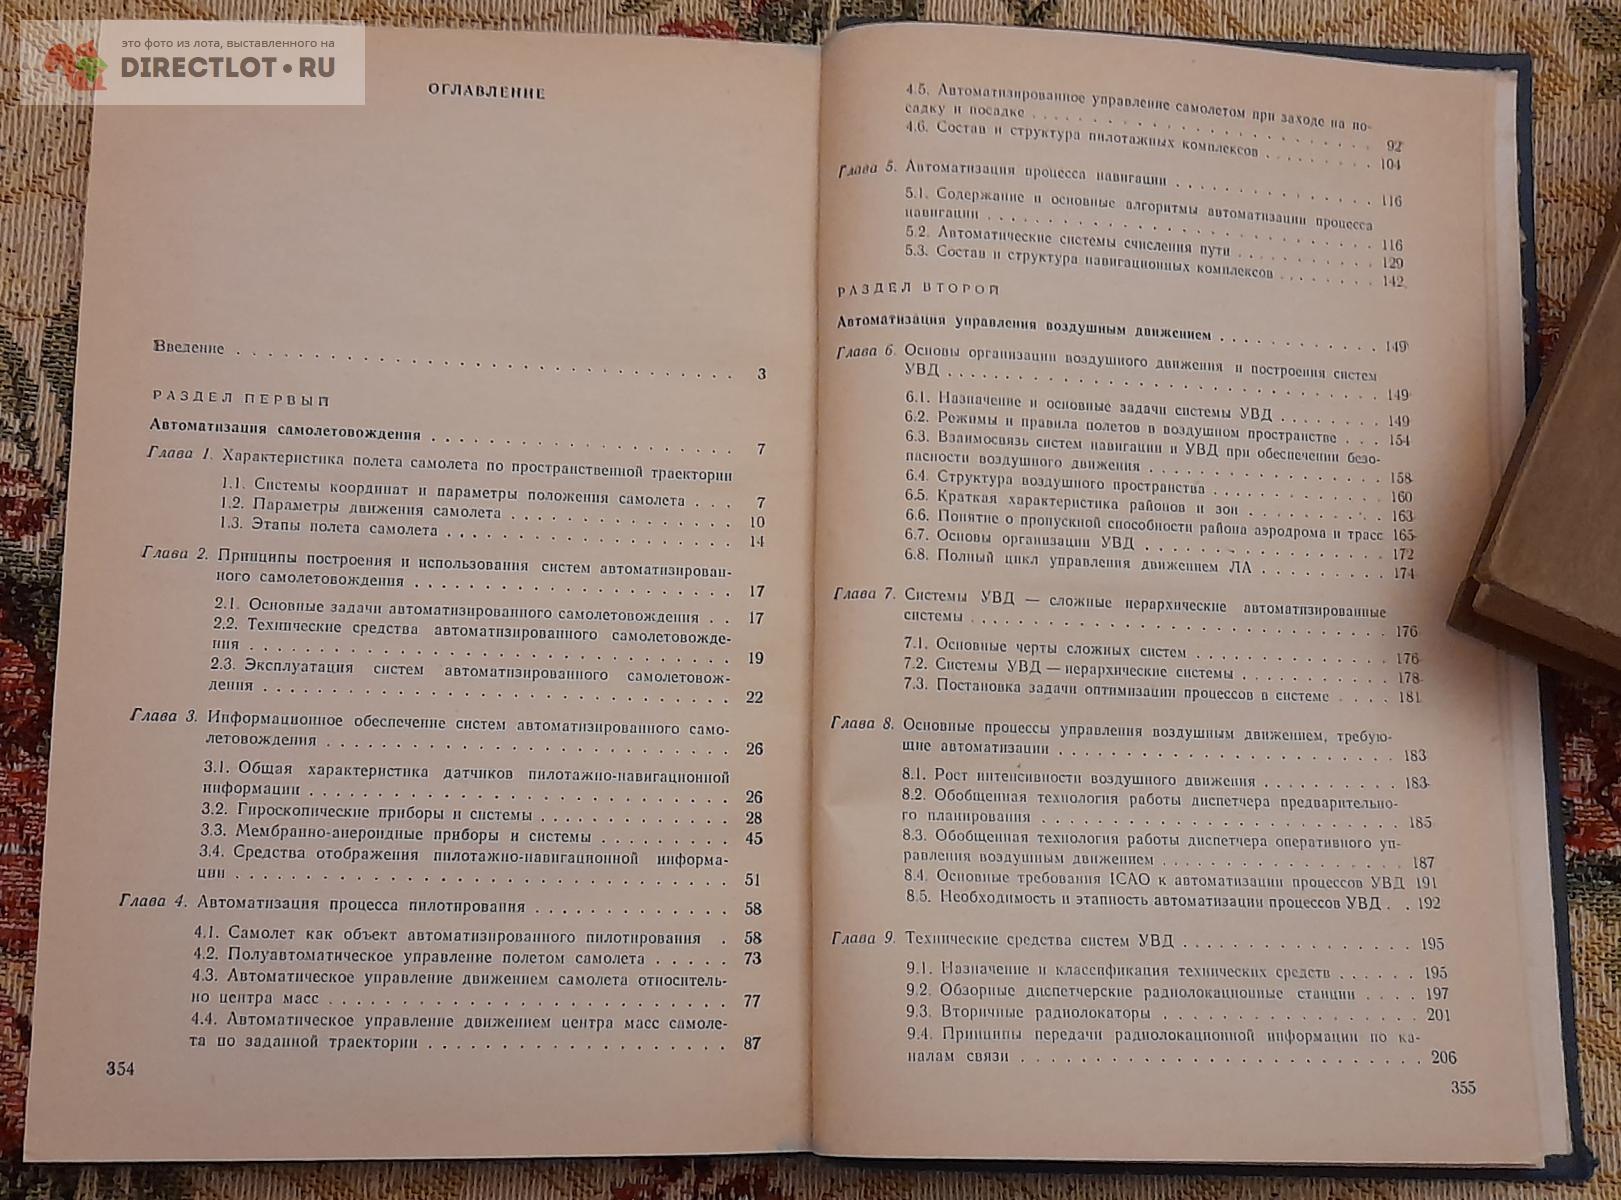 это фото из лота, выставленного на
DIRECTLOT.RU
ОГЛАВЛЕНИЕ
Введение . . . 3
РАЗДЕЛ ПЕРВЫЙ
Автоматизация самолетовождения . . . 7
Глава 1. Характеристика полета самолета по пространственной траектории
1.1. Системы координат и параметры положения самолета . . . 7
1.2. Параметры движения самолета . . . 10
1.3. Этапы полета самолета . . . 14
Глава 2. Принципы построения и использования систем автоматизирован-
ного самолетовождения . . . 17
2.1. Основные задачи автоматизированного самолетовождения . . 17
2.2. Технические средства автоматизированного самолетовожде-
ния . . . 19
2.3. Эксплуатация систем автоматизированного самолетовож-
дения . . . 22
Глава 3. Информационное обеспечение систем автоматизированного само-
летовождения . . . 26
3.1. Общая характеристика датчиков пилотажно-навигационной
информации . . . 26
3.2. Гироскопические приборы и системы . . . 28
3.3. Мембранно-анероидные приборы и системы . . . 45
3.4. Средства отображения пилотажно-навигационной информа-
ции . . . 51
Глава 4. Автоматизация процесса пилотирования . . . 58
4.1. Самолет как объект автоматизированного пилотирования . 58
4.2. Полуавтоматическое управление полетом самолета . . . 73
4.3. Автоматическое управление движением самолета относитель-
но центра масс . . . 77
4.4. Автоматическое управление движением центра масс самоле-
та по заданной траектории . . . 87
354
4.5. Автоматизированное управление самолетом при заходе на по-
садку и посадке . . . 92
4.6. Состав и структура пилотажных комплексов . . . 104
Глава 5. Автоматизация процесса навигации . . . 116
5.1. Содержание и основные алгоритмы автоматизации процесса
навигации . . . 116
5.2. Автоматические системы счисления пути . . . 129
5.3. Состав и структура навигационных комплексов . . . 142
РАЗДЕЛ ВТОРОЙ
Автоматизация управления воздушным движением . . . 149
Глава 6. Основы организации воздушного движения и построения систем
УВД . . . 149
6.1. Назначение и основные задачи системы УВД . . . 149
6.2. Режимы и правила полетов в воздушном пространстве . . . 154
6.3. Взаимосвязь систем навигации и УВД при обеспечении безо-
пасности воздушного движения . . . 158
6.4. Структура воздушного пространства . . . 160
6.5. Краткая характеристика районов и зон . . . 163
6.6. Понятие о пропускной способности района аэродрома и трасс 165
6.7. Основы организации УВД . . . 172
6.8. Полный цикл управления движением ЛА . . . 174
Глава 7. Системы УВД — сложные иерархические автоматизированные
системы . . . 176
7.1. Основные черты сложных систем . . . 176
7.2. Системы УВД — иерархические системы . . . 178
7.3. Постановка задачи оптимизации процессов в системе . . . 181
Глава 8. Основные процессы управления воздушным движением, требую-
щие автоматизации . . . 183
8.1. Рост интенсивности воздушного движения . . . 183
8.2. Обобщенная технология работы диспетчера предварительно-
го планирования . . . 185
8.3. Обобщенная технология работы диспетчера оперативного уп-
равления воздушным движением . . . 187
8.4. Основные требования ICAO к автоматизации процессов УВД 191
8.5. Необходимость и этапность автоматизации процессов УВД . . 192
Глава 9. Технические средства систем УВД . . . 195
9.1. Назначение и классификация технических средств . . . 195
9.2. Обзорные диспетчерские радиолокационные станции . . . 197
9.3. Вторичные радиолокаторы . . . 201
9.4. Принципы передачи радиолокационной информации по ка-
налам связи . . . 206
355